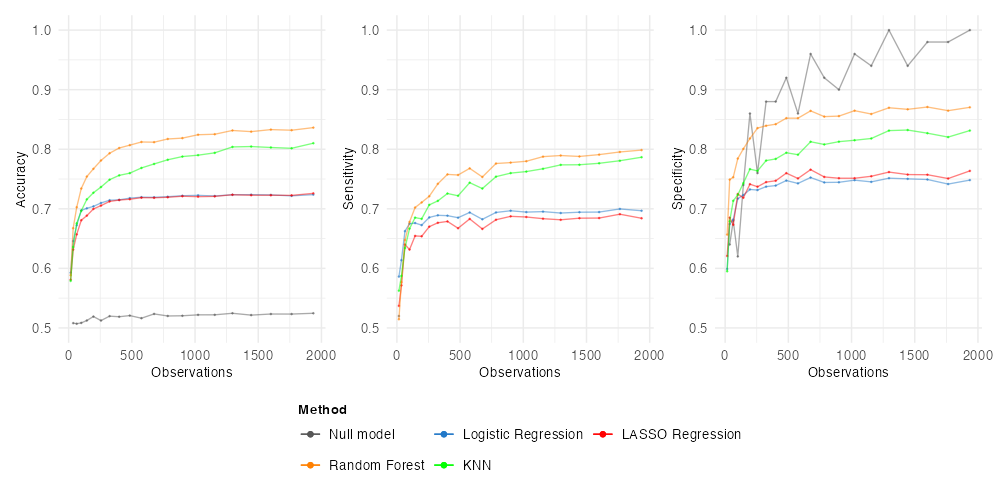 1.0
0.9
0.8
0.7
0.6
0.5
Accuracy
0 500 1000 1500 2000
Observations
1.0
0.9
0.8
0.7
0.6
0.5
Sensitivity
0 500 1000 1500 2000
Observations
1.0
0.9
0.8
0.7
0.6
0.5
Specificity
0 500 1000 1500 2000
Observations
Method
Null model Logistic Regression LASSO Regression
Random Forest KNN